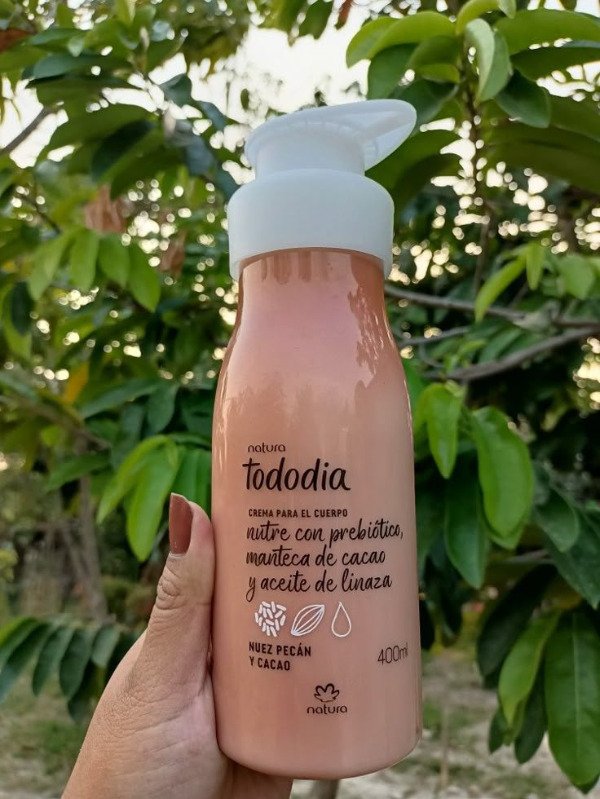 natura
tododia
CREMA PARA EL CUERPO
nutre con prebiótico,
manteca de cacao
y aceite de linaza
NUEZ PECÁN
Y CACAO
400ml
natura